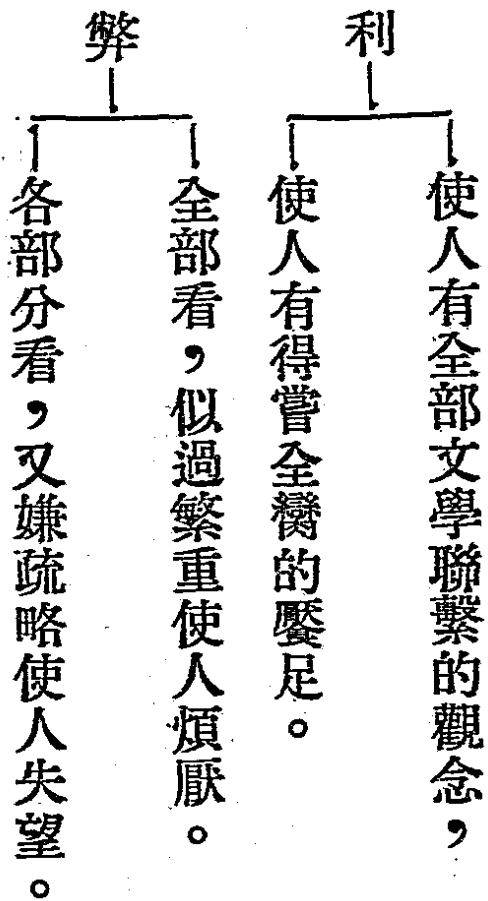 利
使人有全部文學聯繫的觀念，
使人有得嘗全臠的饜足。
弊
全部看，似過繁重使人煩厭。
各部分看，又嫌疏略使人失望。